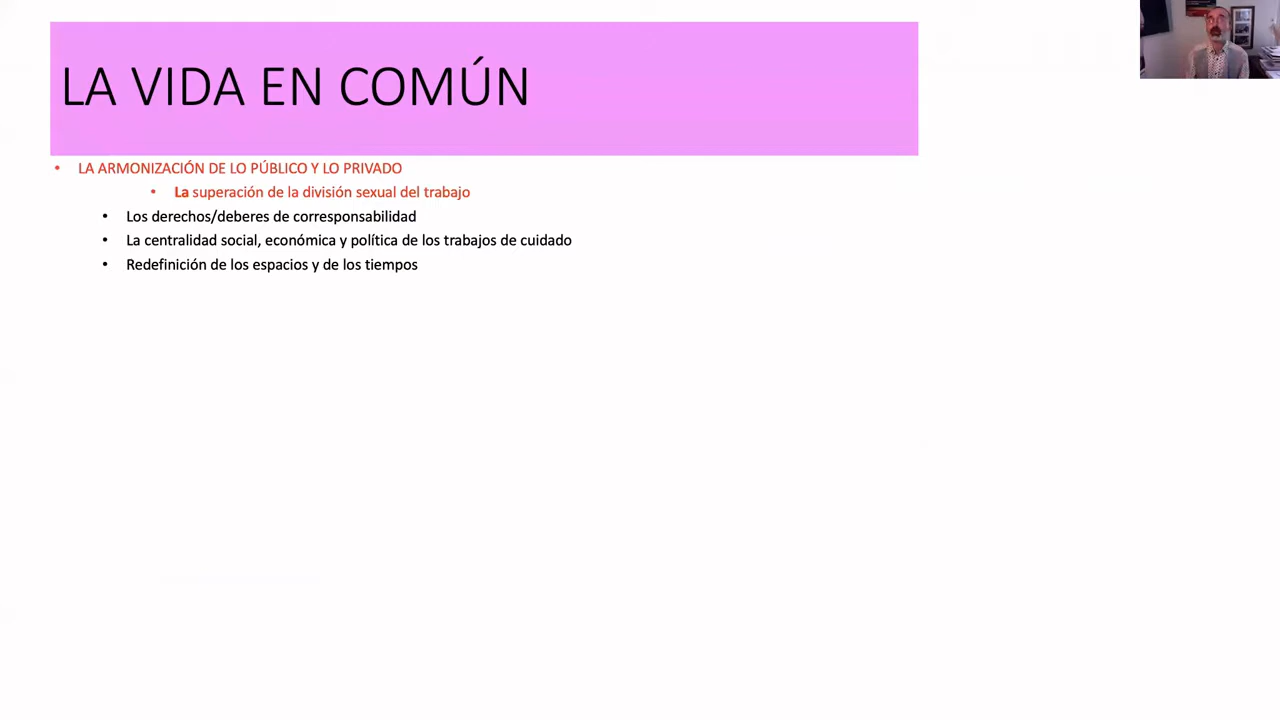 LA VIDA EN COMÚN
• LA ARMONIZACIÓN DE LO PÚBLICO Y LO PRIVADO
• La superación de la división sexual del trabajo
• Los derechos/deberes de corresponsabilidad
• La centralidad social, económica y política de los trabajos de cuidado
• Redefinición de los espacios y de los tiempos